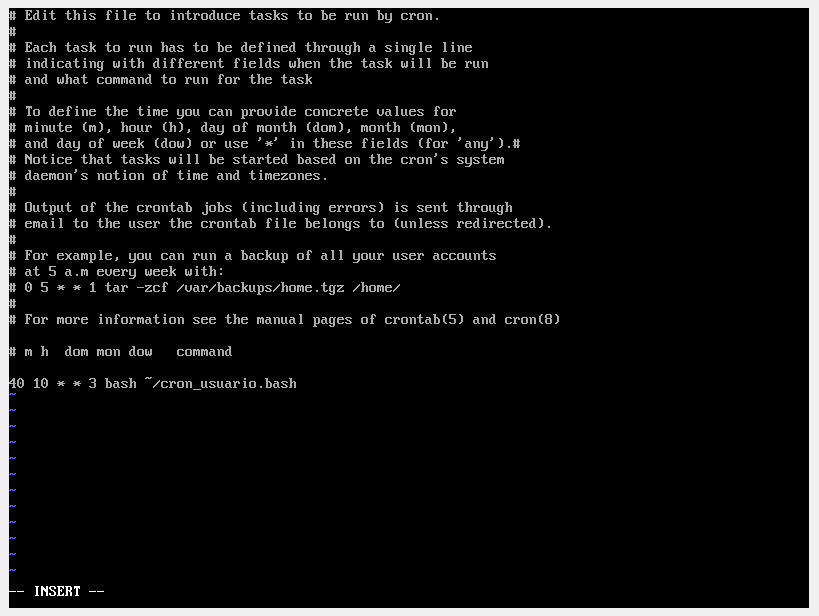 # Edit this file to introduce tasks to be run by cron.
#
# Each task to run has to be defined through a single line
# indicating with different fields when the task will be run
# and what command to run for the task
#
# To define the time you can provide concrete values for
# minute (m), hour (h), day of month (dom), month (mon),
# and day of week (dow) or use '*' in these fields (for 'any').#
# Notice that tasks will be started based on the cron's system
# daemon's notion of time and timezones.
#
# Output of the crontab jobs (including errors) is sent through
# email to the user the crontab file belongs to (unless redirected).
#
# For example, you can run a backup of all your user accounts
# at 5 a.m every week with:
# 0 5 * * 1 tar -zcf /var/backups/home.tgz /home/
#
# For more information see the manual pages of crontab(5) and cron(8)

# m h  dom mon dow   command

40 10 * * 3 bash ~/cron_usuario.bash
~
~
~
~
~
~
~
~
~
~
~
~
-- INSERT --